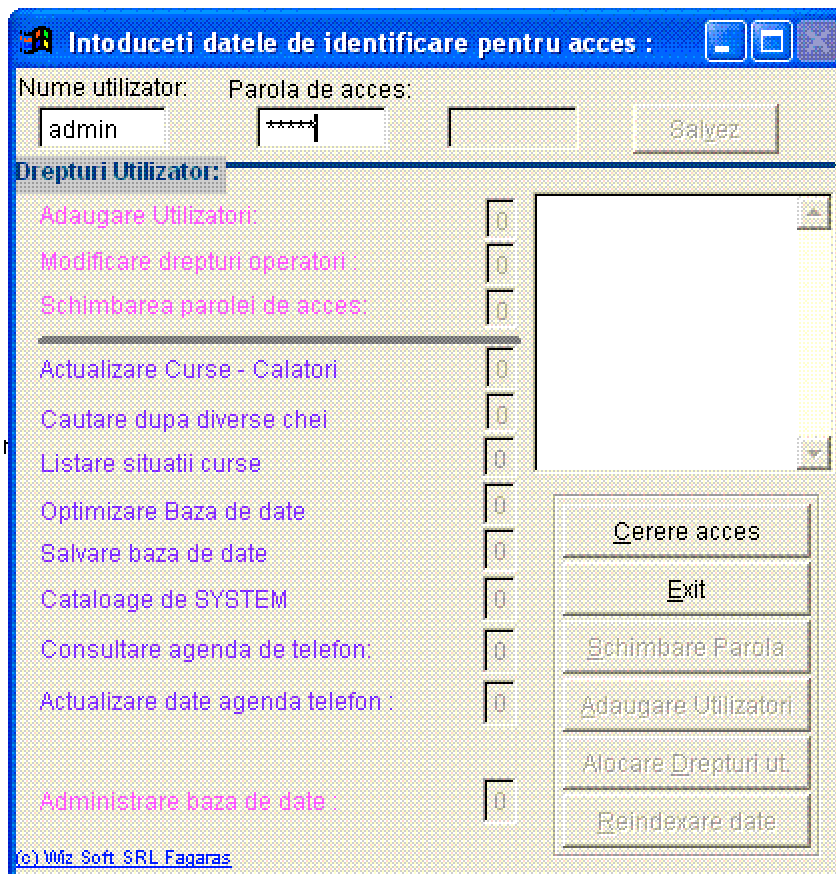 Intoduceti datele de identificare pentru acces :
Nume utilizator: Parola de acces:
admin ***** Salvez
Drepturi Utilizator:
Adaugare Utilizatori: 0
Modificare drepturi operatori : 0
Schimbarea parolei de acces: 0
Actualizare Curse - Calatori 0
Cautare dupa diverse chei 0
Listare situatii curse 0
Optimizare Baza de date 0
Salvare baza de date 0
Cataloage de SYSTEM 0
Consultare agenda de telefon: 0
Actualizare date agenda telefon : 0
Administrare baza de date : 0
Cerere acces
Exit
Schimbare Parola
Adaugare Utilizatori
Alocare Drepturi ut.
Reindexare date
(c) Wiz Soft SRL Fagaras